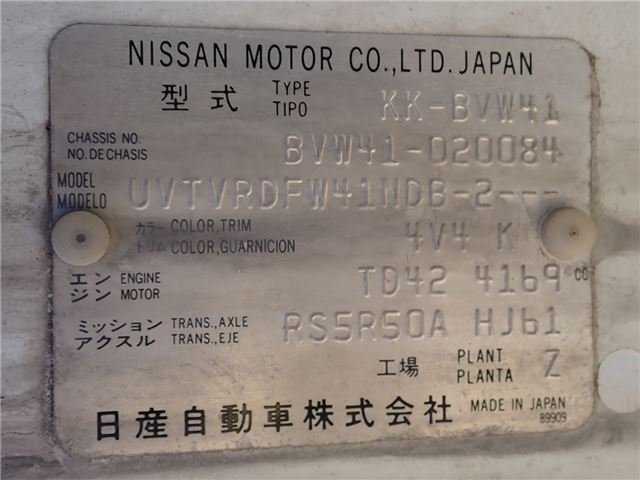 NISSAN MOTOR CO.,LTD. JAPAN
型式 TYPE TIPO KK-BVW41
CHASSIS NO. NO. DE CHASIS BVW41-020084
MODEL MODELO UVTVRDFW41NDB-2---
カラー COLOR,TRIM トリム COLOR,GUARNICION 4V4 K
エンジン ENGINE MOTOR TD42 4169 CC
ミッション TRANS.,AXLE アクスル TRANS.,EJE RS5R50A HJ61
工場 PLANT PLANTA Z
日産自動車株式会社 MADE IN JAPAN
89909